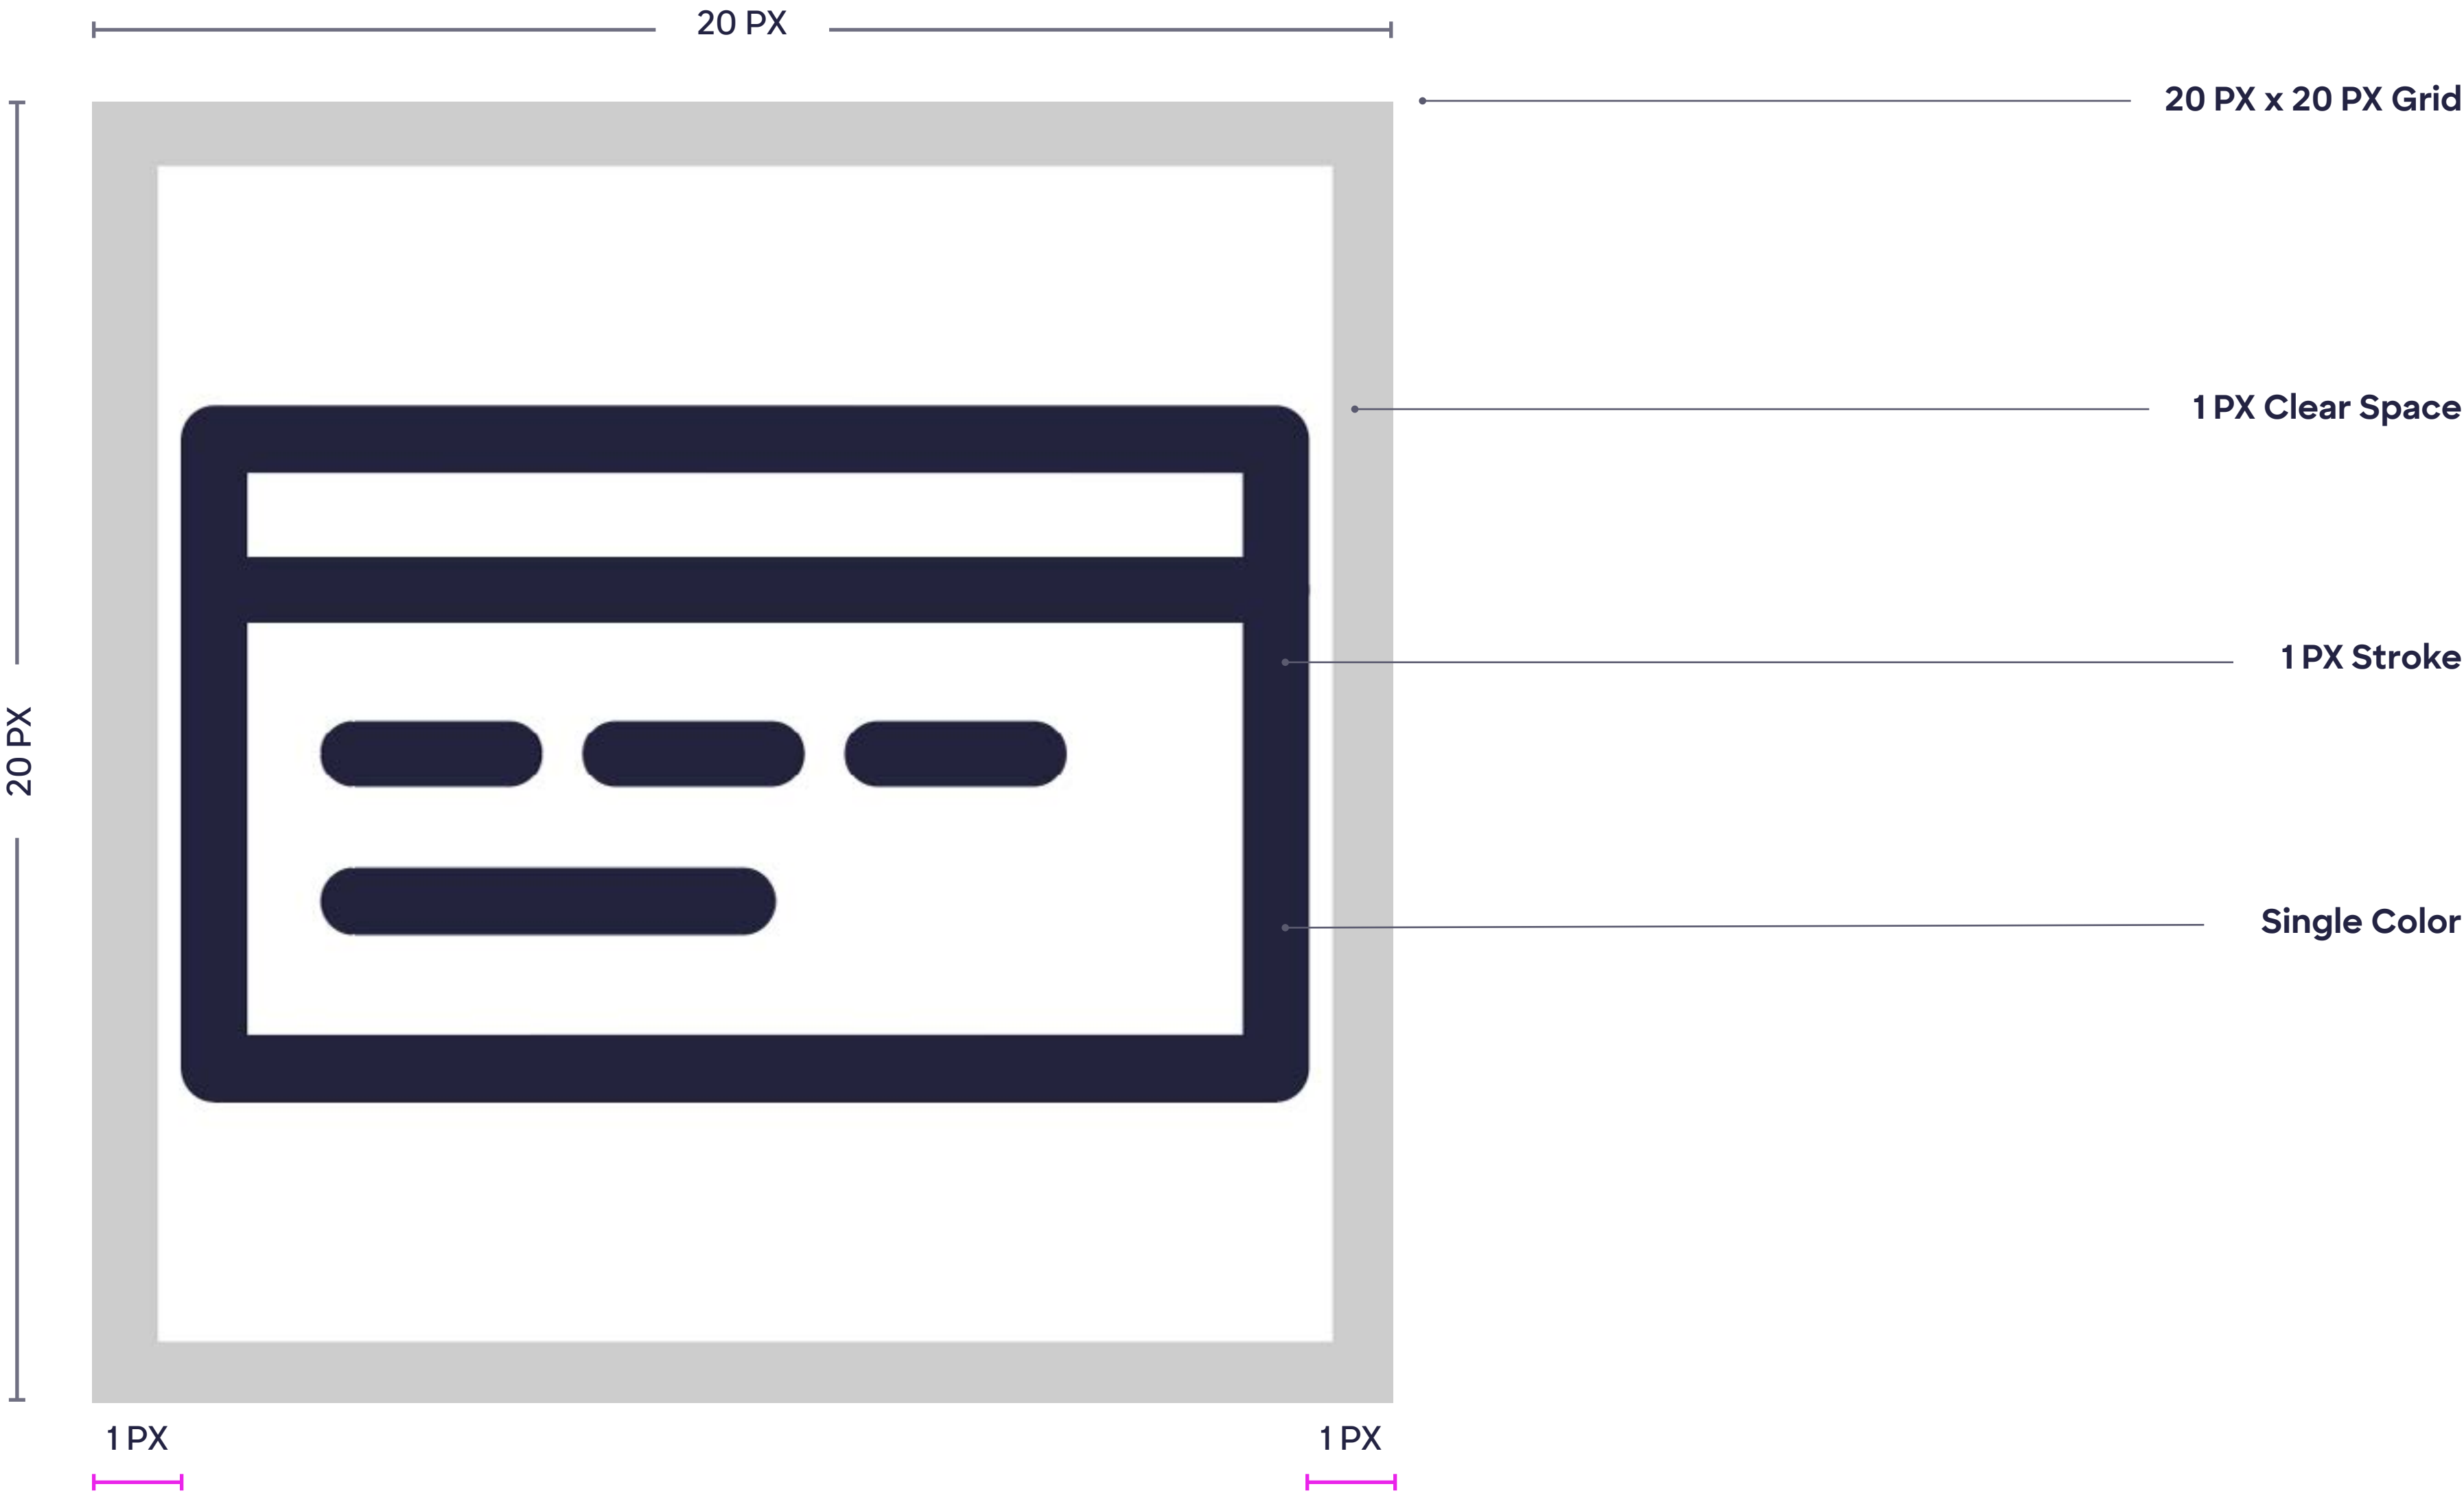 20 PX
20 PX x 20 PX Grid
1 PX Clear Space
1 PX Stroke
20 PX
Single Color
1 PX
1 PX